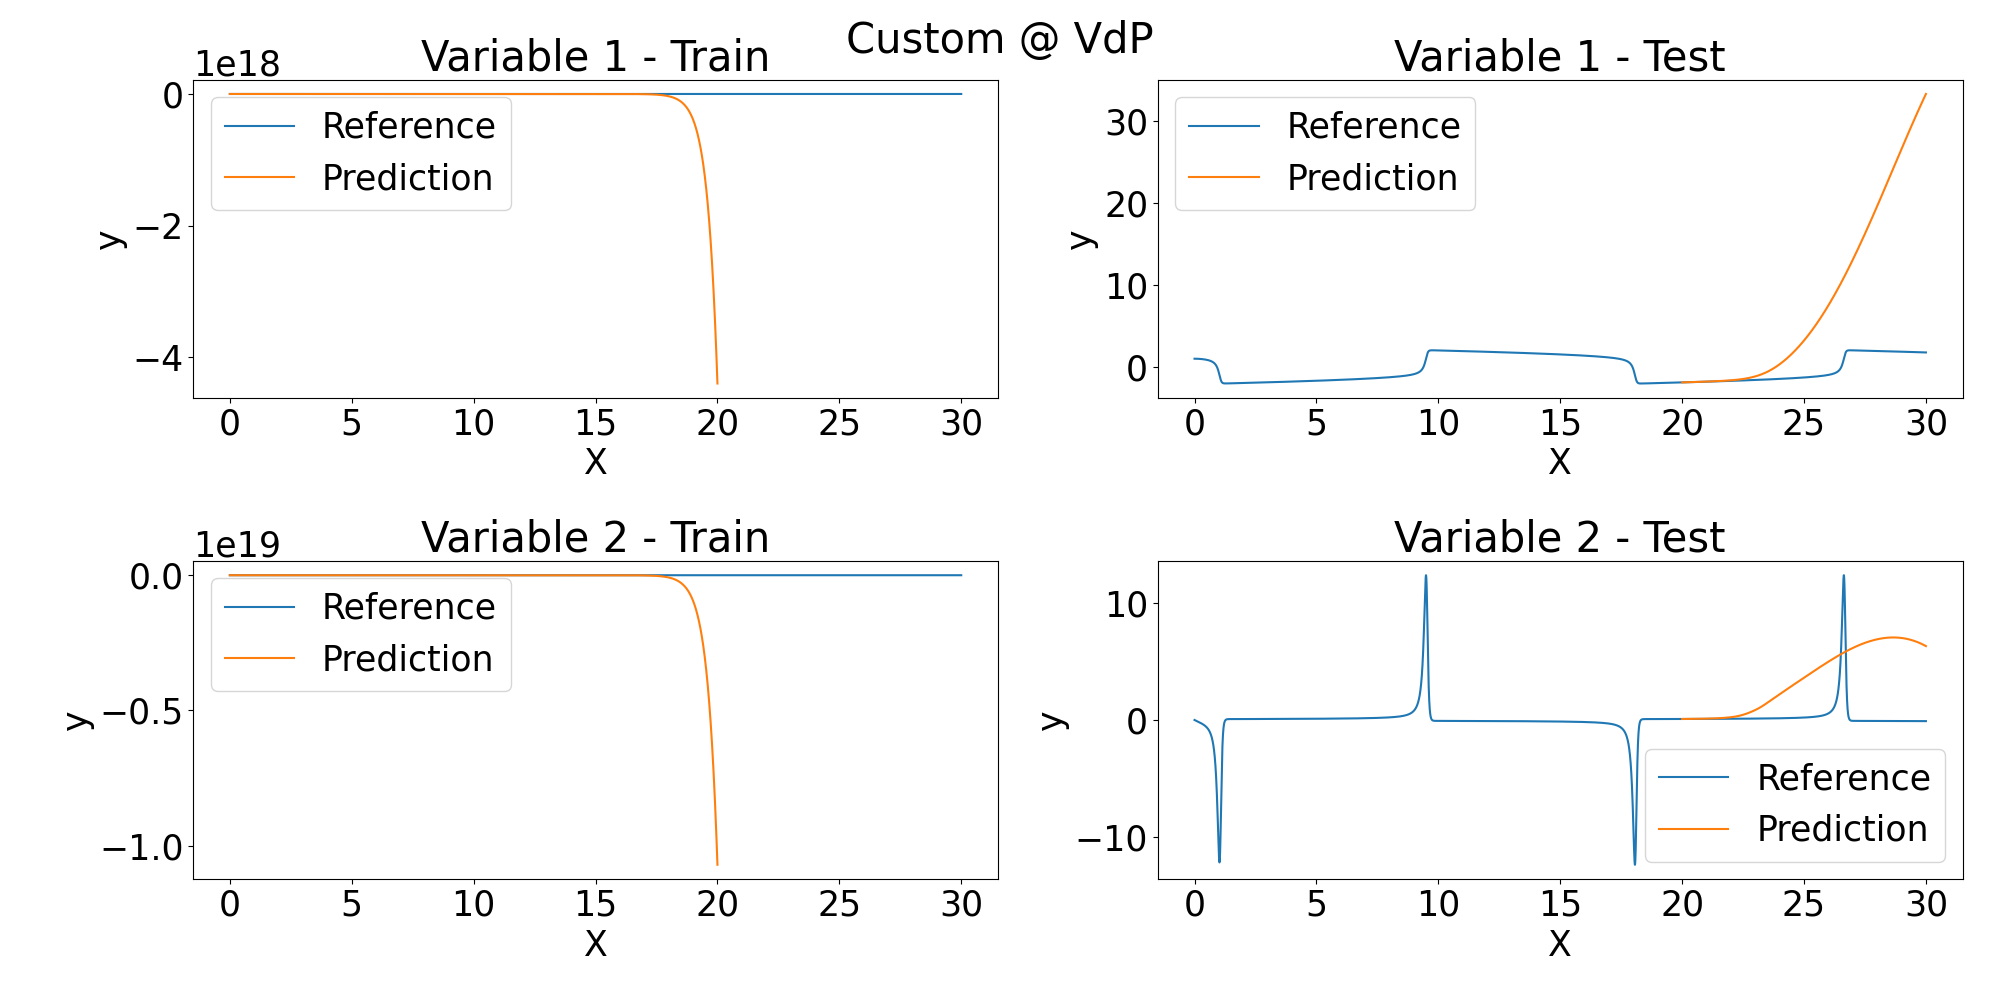 Custom @ VdP
Variable 1 - Train
1e18
0
−2
−4
y
Reference
Prediction
0 5 10 15 20 25 30
X
Variable 1 - Test
30
20
10
0
y
Reference
Prediction
0 5 10 15 20 25 30
X
Variable 2 - Train
1e19
0.0
−0.5
−1.0
y
Reference
Prediction
0 5 10 15 20 25 30
X
Variable 2 - Test
10
0
−10
y
Reference
Prediction
0 5 10 15 20 25 30
X